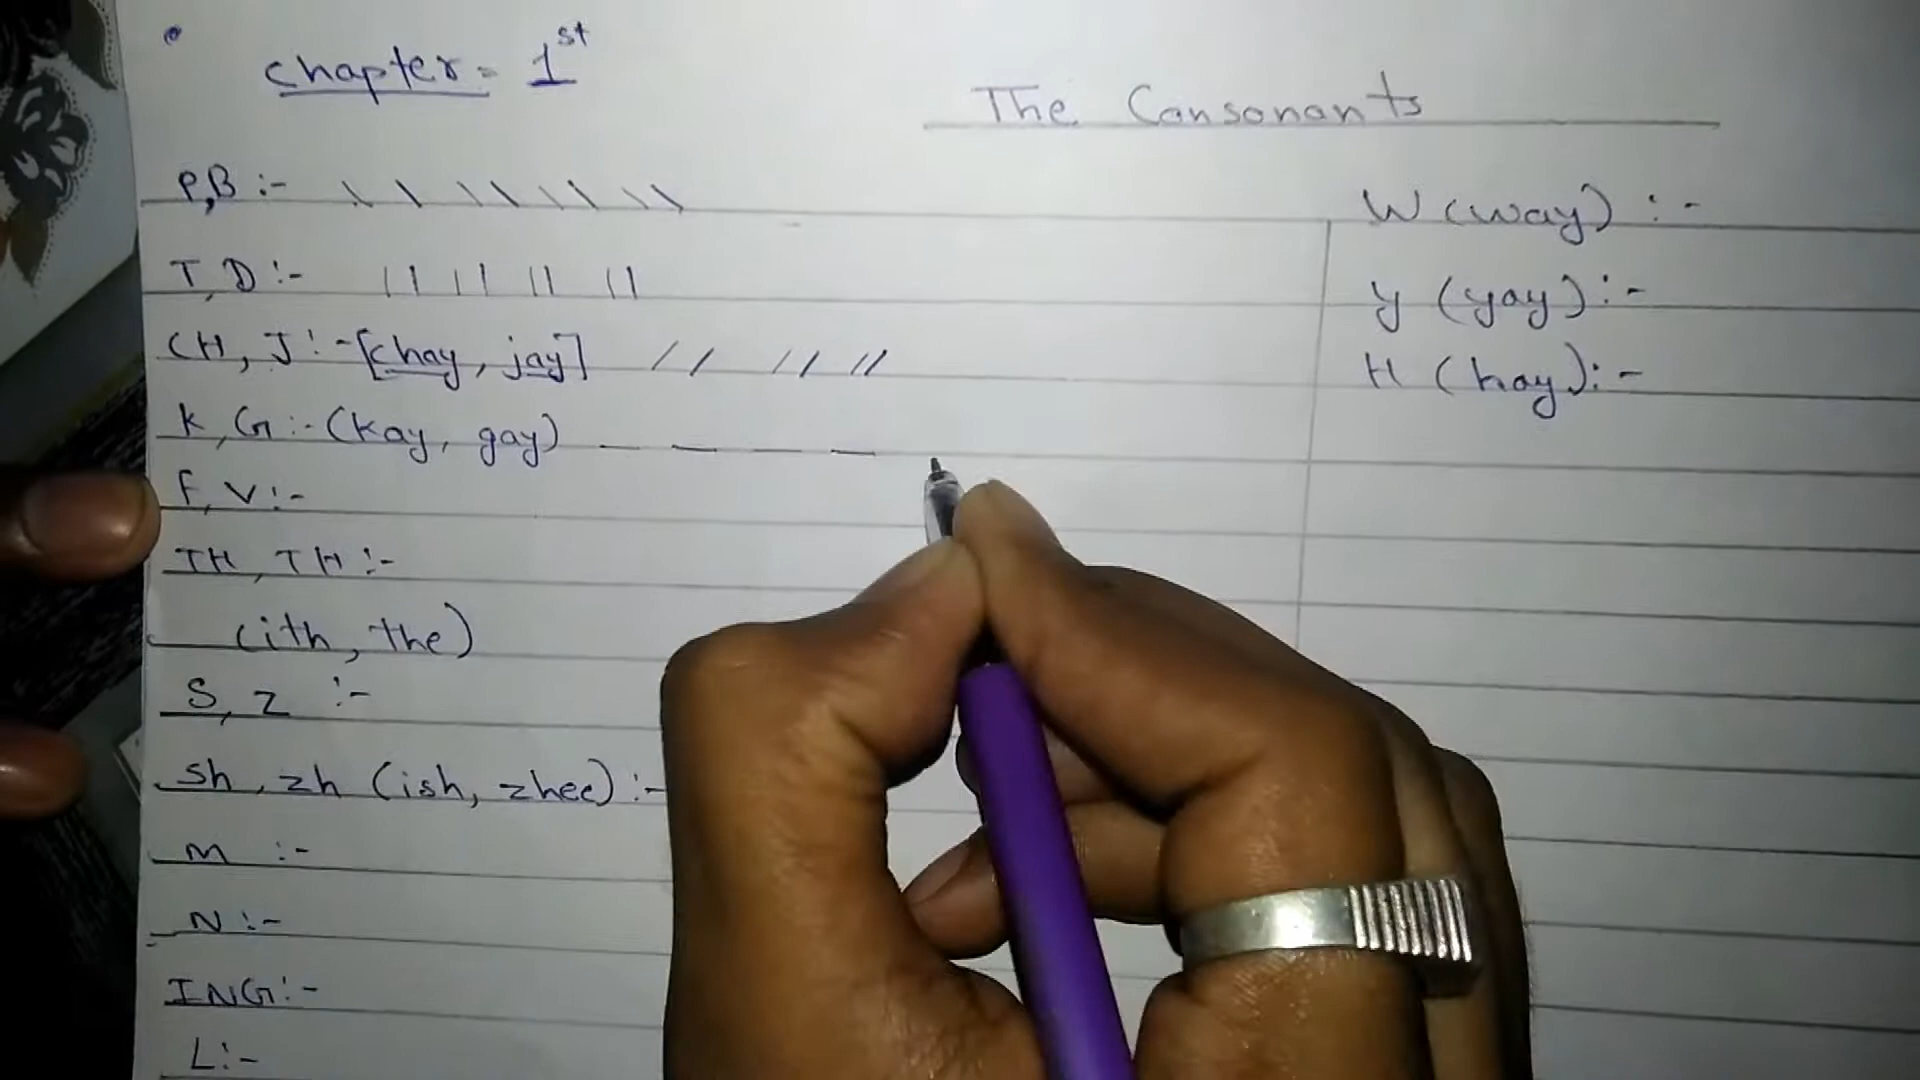 Chapter = 1st
The Consonants
P,B :-
T,D :-
CH, J :- [chay, jay]
K,G :- (Kay, gay)
F,V :-
TH, TH :-
(ith, the)
S, Z :-
sh, zh (ish, zhee) :-
M :-
N :-
ING :-
L :-
W (way) :-
Y (yay) :-
H (hay) :-